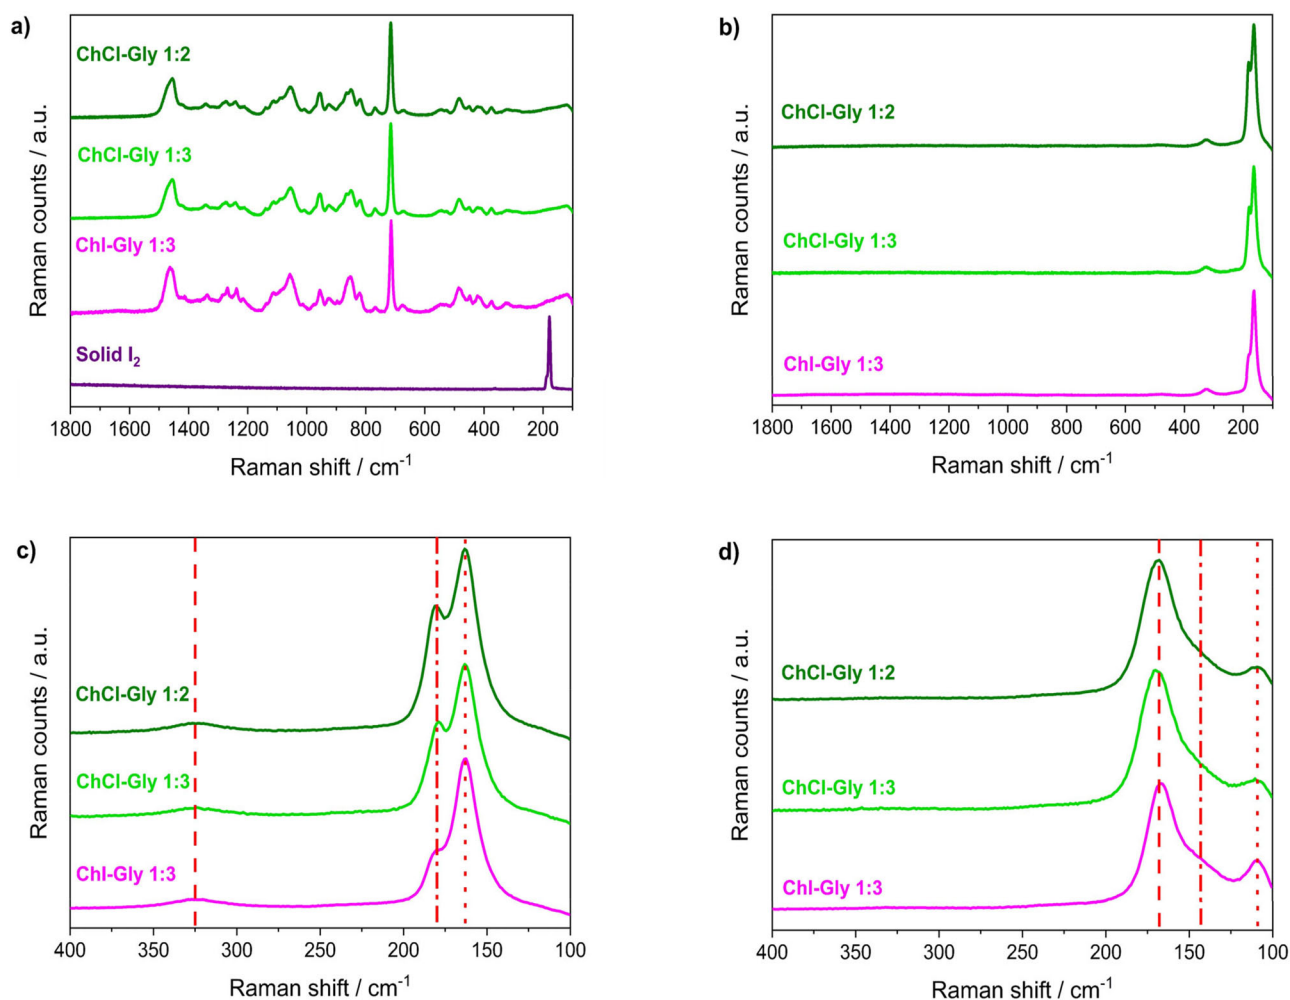 a)
ChCl-Gly 1:2
ChCl-Gly 1:3
ChI-Gly 1:3
Solid I₂
Raman counts / a.u.
1800 1600 1400 1200 1000 800 600 400 200
Raman shift / cm⁻¹
b)
ChCl-Gly 1:2
ChCl-Gly 1:3
ChI-Gly 1:3
Raman counts / a.u.
1800 1600 1400 1200 1000 800 600 400 200
Raman shift / cm⁻¹
c)
ChCl-Gly 1:2
ChCl-Gly 1:3
ChI-Gly 1:3
Raman counts / a.u.
400 350 300 250 200 150 100
Raman shift / cm⁻¹
d)
ChCl-Gly 1:2
ChCl-Gly 1:3
ChI-Gly 1:3
Raman counts / a.u.
400 350 300 250 200 150 100
Raman shift / cm⁻¹